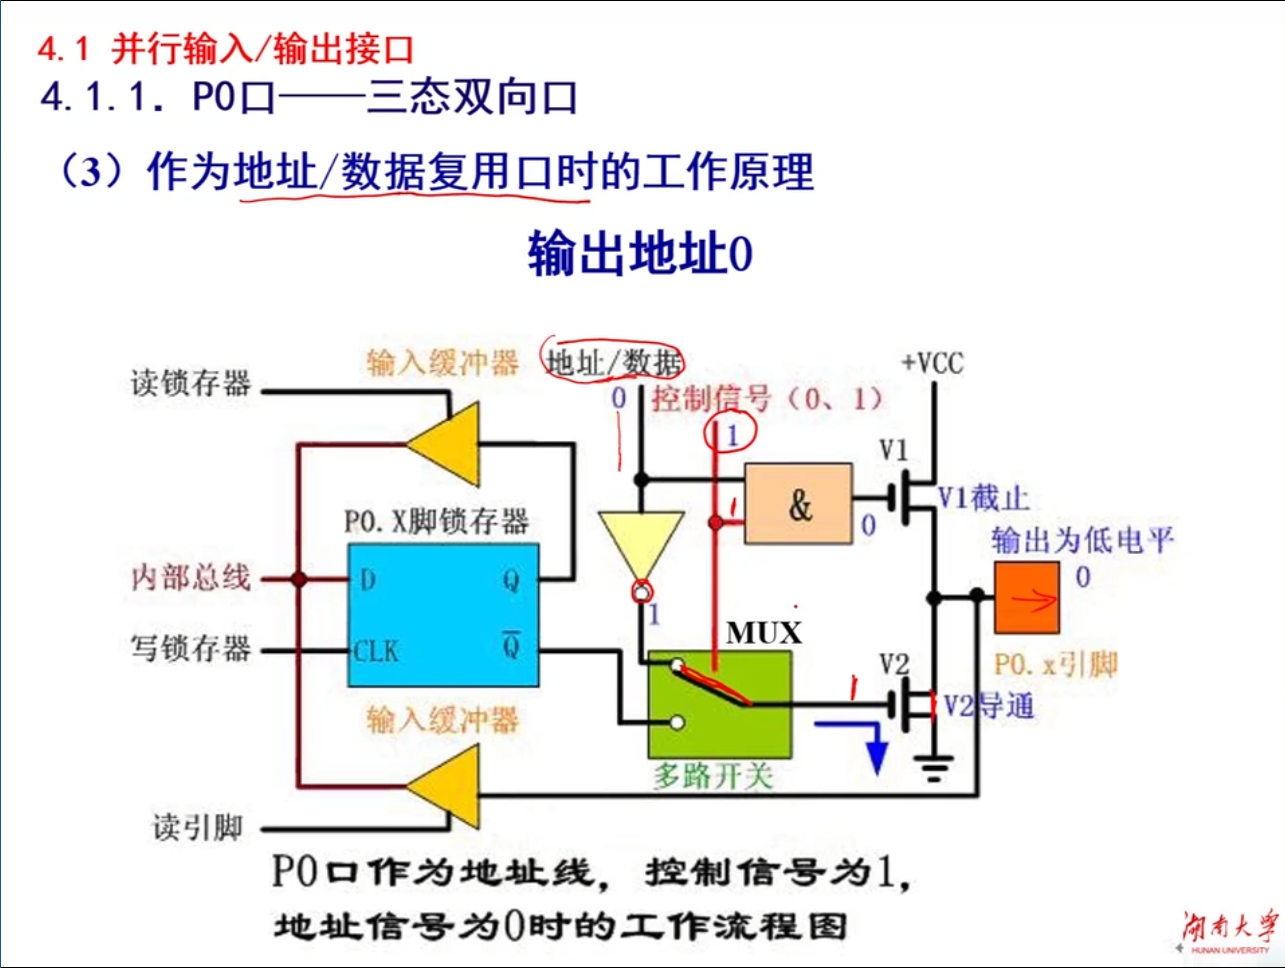 4.1 并行输入/输出接口
4.1.1. P0口——三态双向口
（3）作为地址/数据复用口时的工作原理
输出地址0
输入缓冲器
地址/数据
+VCC
读锁存器
0
控制信号（0、1）
1
V1
1
&
0
V1截止
P0.X脚锁存器
输出为低电平
内部总线
D
Q
0
1
MUX
写锁存器
CLK
Q̅
V2
P0.x引脚
1
V2导通
输入缓冲器
多路开关
读引脚
P0口作为地址线，控制信号为1，
地址信号为0时的工作流程图
湖南大学
HUNAN UNIVERSITY